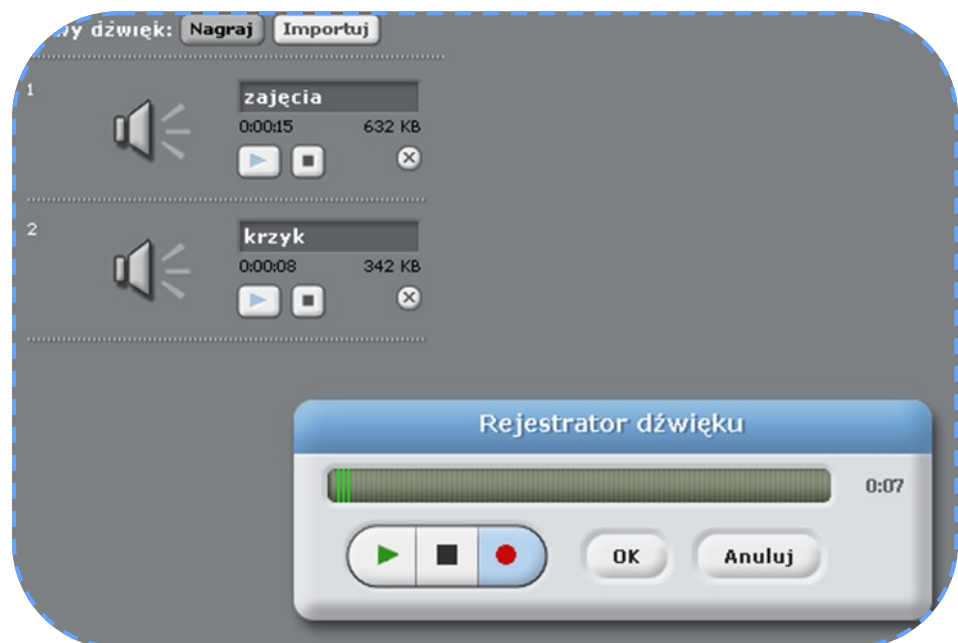 dźwięk: Nagraj Importuj
1
zajęcia
0:00:15 632 KB
2
krzyk
0:00:08 342 KB
Rejestrator dźwięku
0:07
OK Anuluj